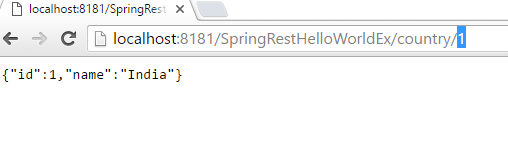 localhost:8181/SpringRest
localhost:8181/SpringRestHelloWorldEx/country/1
{"id":1,"name":"India"}